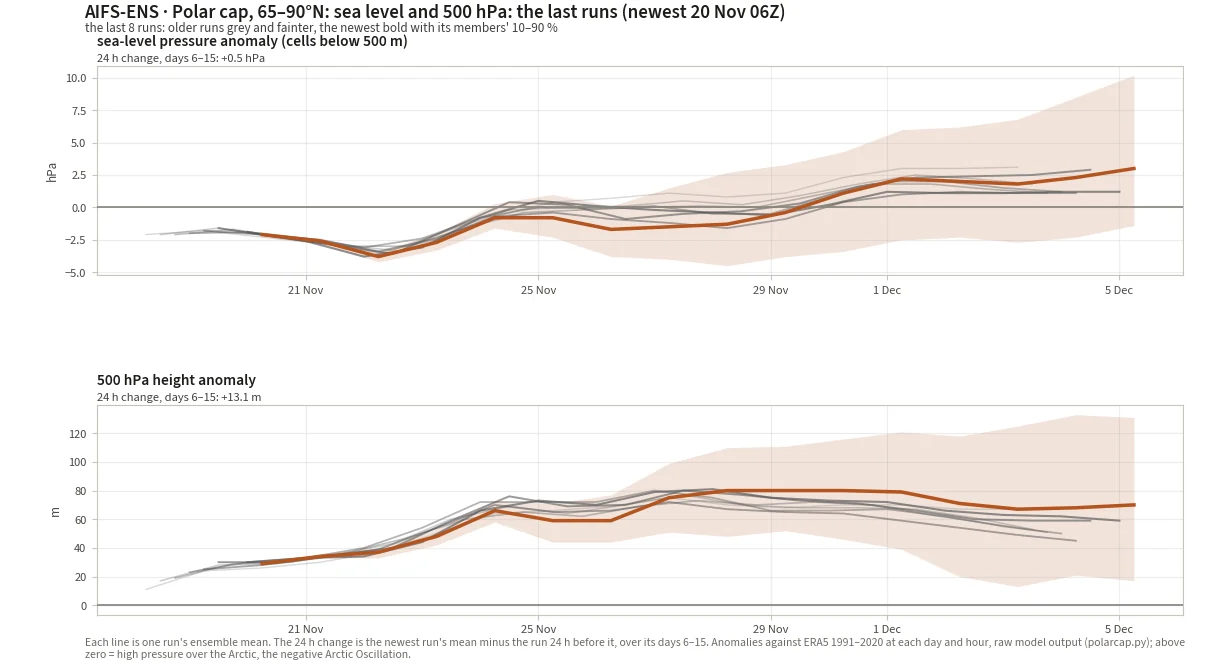 AIFS-ENS · Polar cap, 65–90°N: sea level and 500 hPa: the last runs (newest 20 Nov 06Z)
the last 8 runs: older runs grey and fainter, the newest bold with its members' 10–90 %
sea-level pressure anomaly (cells below 500 m)
24 h change, days 6–15: +0.5 hPa
10.0
7.5
5.0
2.5
0.0
−2.5
−5.0
hPa
21 Nov
25 Nov
29 Nov
1 Dec
5 Dec
500 hPa height anomaly
24 h change, days 6–15: +13.1 m
120
100
80
60
40
20
0
m
21 Nov
25 Nov
29 Nov
1 Dec
5 Dec
Each line is one run's ensemble mean. The 24 h change is the newest run's mean minus the run 24 h before it, over its days 6–15. Anomalies against ERA5 1991–2020 at each day and hour, raw model output (polarcap.py); above
zero = high pressure over the Arctic, the negative Arctic Oscillation.